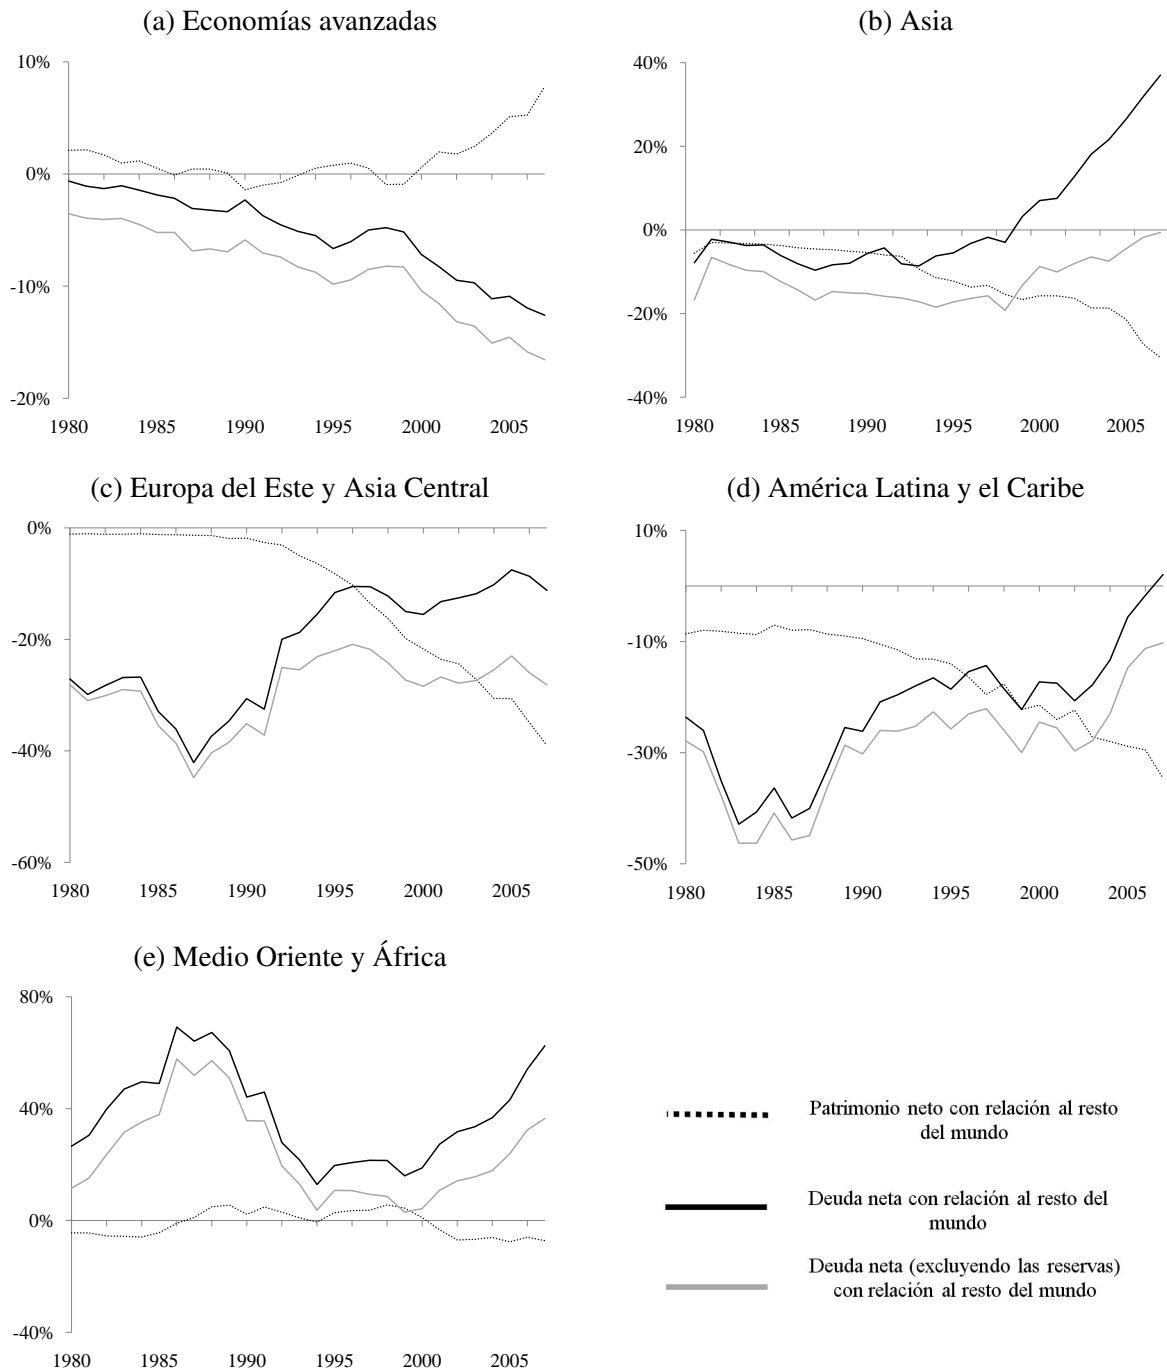 (a) Economías avanzadas
10%
0%
-10%
-20%
1980 1985 1990 1995 2000 2005
(b) Asia
40%
20%
0%
-20%
-40%
1980 1985 1990 1995 2000 2005
(c) Europa del Este y Asia Central
0%
-20%
-40%
-60%
1980 1985 1990 1995 2000 2005
(d) América Latina y el Caribe
10%
-10%
-30%
-50%
1980 1985 1990 1995 2000 2005
(e) Medio Oriente y África
80%
40%
0%
-40%
1980 1985 1990 1995 2000 2005
Patrimonio neto con relación al resto
del mundo
Deuda neta con relación al resto del
mundo
Deuda neta (excluyendo las reservas)
con relación al resto del mundo